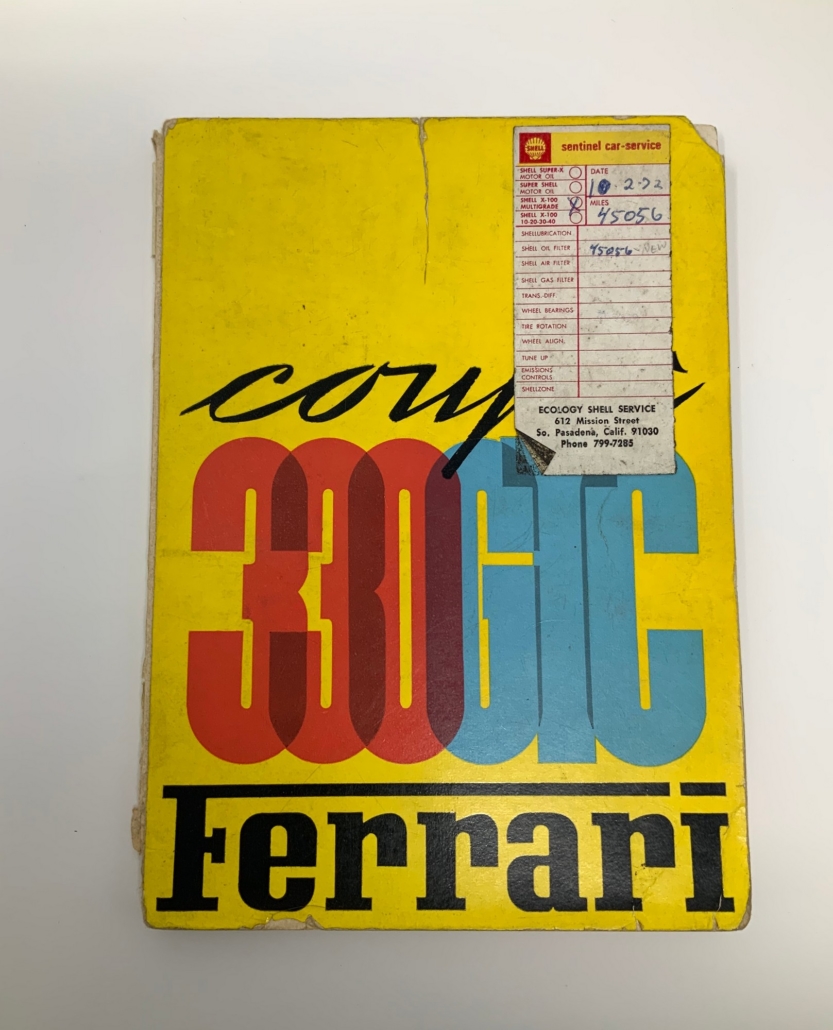 SHELL
sentinel car-service
SHELL SUPER-X
MOTOR OIL
SUPER SHELL
MOTOR OIL
SHELL X-100
MULTIGRADE
SHELL X-100
10-20-30-40
DATE
10-2-72
MILES
45056
SHELLUBRICATION
SHELL OIL FILTER 45056-NEW
SHELL AIR FILTER
SHELL GAS FILTER
TRANS.-DIFF.
WHEEL BEARINGS
TIRE ROTATION
WHEEL ALIGN.
TUNE UP
EMISSIONS
CONTROLS
SHELLZONE
ECOLOGY SHELL SERVICE
612 Mission Street
So. Pasadena, Calif. 91030
Phone 799-7285
330GTC
Ferrari